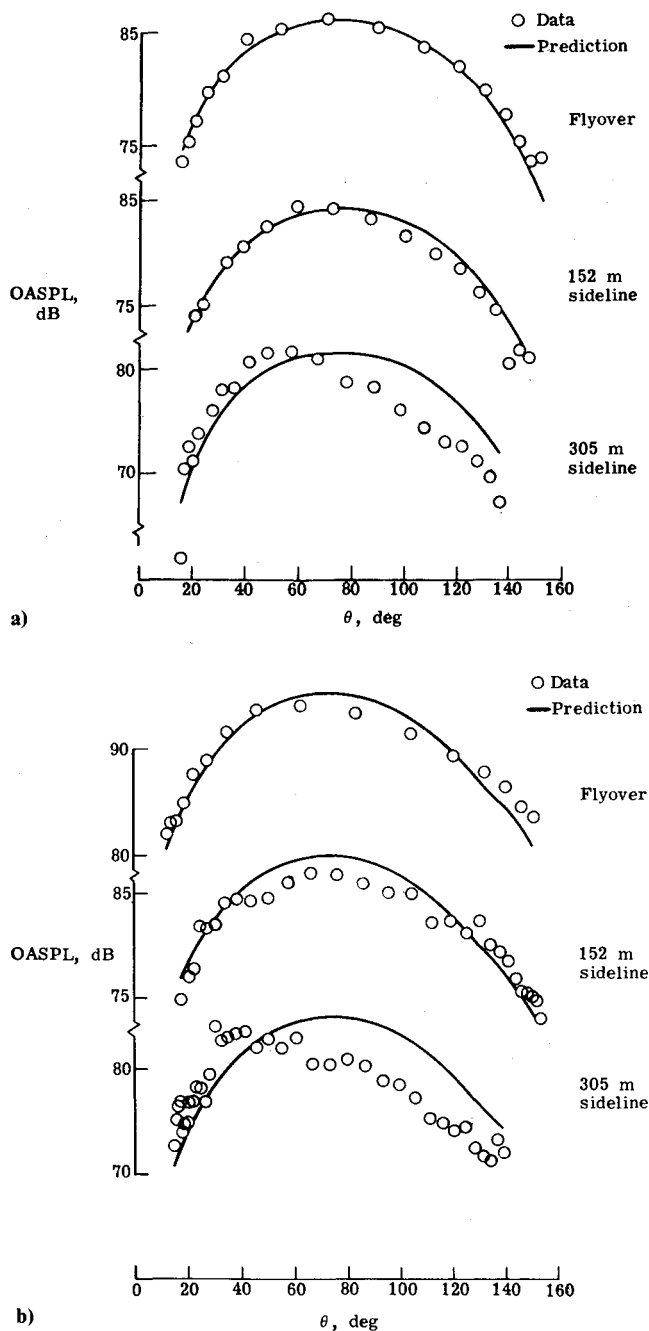 a)
85
75
Data
Prediction
Flyover
85
75
OASPL,
dB
152 m
sideline
80
70
305 m
sideline
0 20 40 60 80 100 120 140 160
θ, deg
b)
Data
Prediction
90
80
Flyover
85
75
OASPL, dB
152 m
sideline
80
70
305 m
sideline
0 20 40 60 80 100 120 140 160
θ, deg